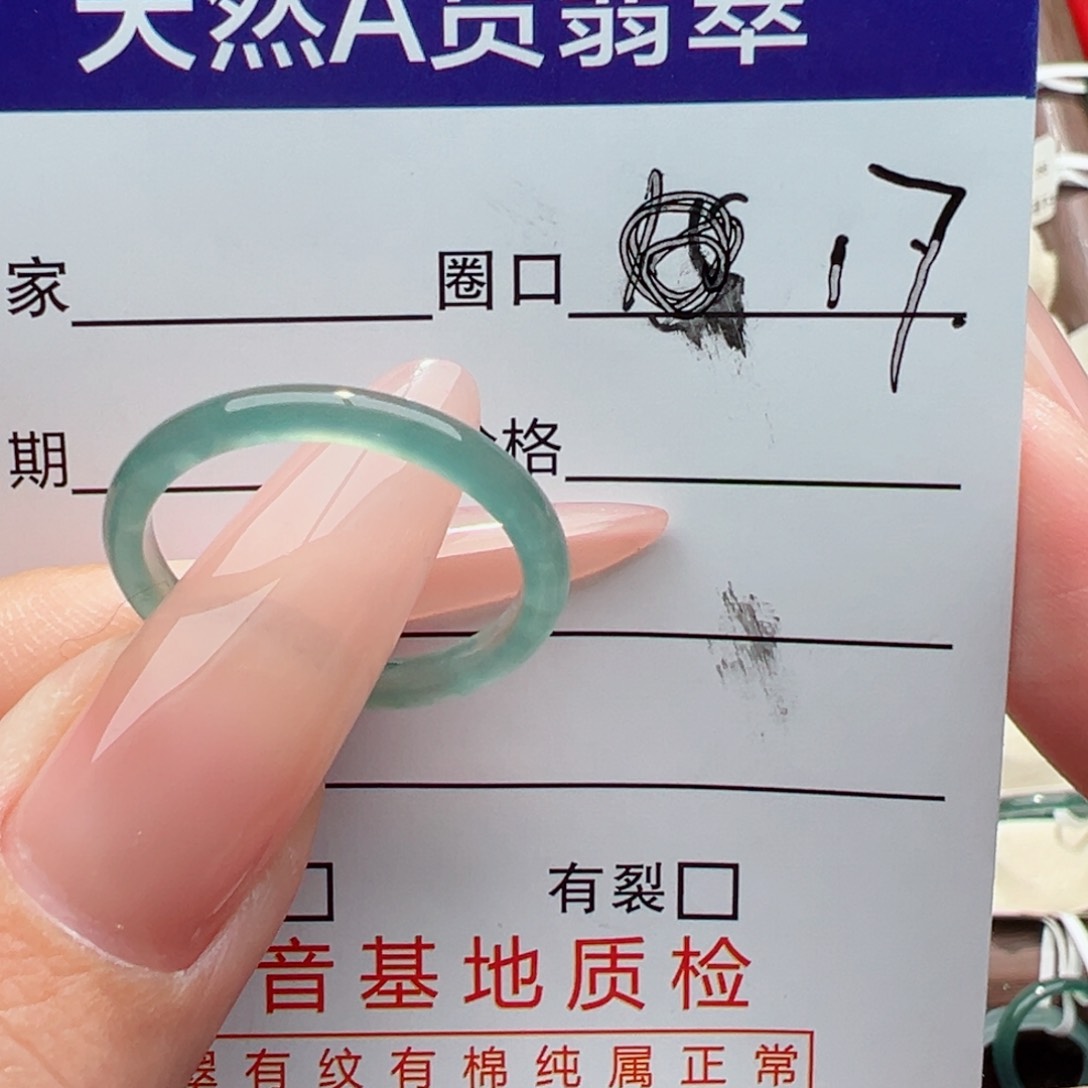 天然A货翡翠
家 圈口 17
期 格
有裂
音基地质检
翠有纹有棉纯属正常